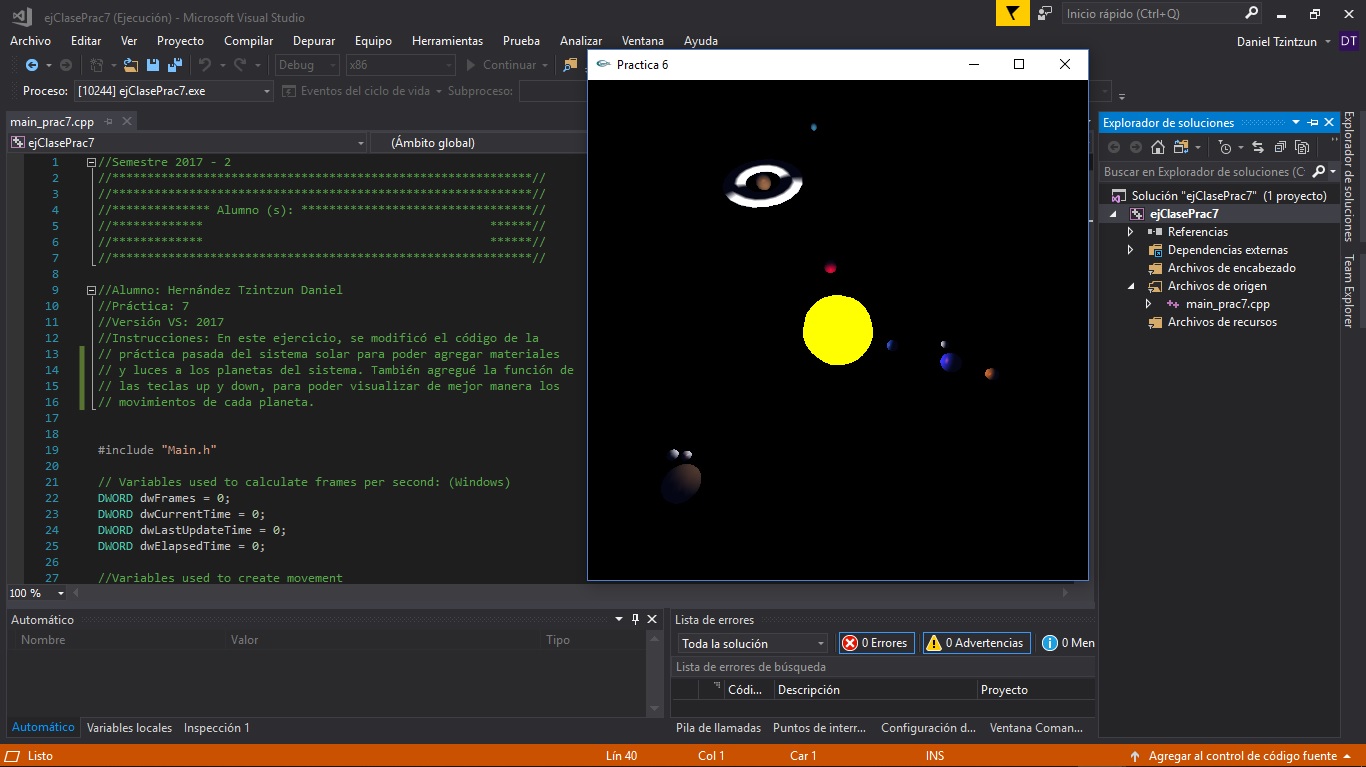 ejClasePrac7 (Ejecución) - Microsoft Visual Studio
Inicio rápido (Ctrl+Q)
Archivo Editar Ver Proyecto Compilar Depurar Equipo Herramientas Prueba Analizar Ventana Ayuda
Daniel Tzintzun DT
Debug x86 Continuar
Proceso: [10244] ejClasePrac7.exe Eventos del ciclo de vida Subproceso:
main_prac7.cpp
ejClasePrac7 (Ámbito global)
1 //Semestre 2017 - 2
2 //************************************************************//
3 //************************************************************//
4 //************** Alumno (s): *********************************//
5 //************* ******//
6 //************* ******//
7 //************************************************************//
8
9 //Alumno: Hernández Tzintzun Daniel
10 //Práctica: 7
11 //Versión VS: 2017
12 //Instrucciones: En este ejercicio, se modificó el código de la
13 // práctica pasada del sistema solar para poder agregar materiales
14 // y luces a los planetas del sistema. También agregué la función de
15 // las teclas up y down, para poder visualizar de mejor manera los
16 // movimientos de cada planeta.
17
18
19 #include "Main.h"
20
21 // Variables used to calculate frames per second: (Windows)
22 DWORD dwFrames = 0;
23 DWORD dwCurrentTime = 0;
24 DWORD dwLastUpdateTime = 0;
25 DWORD dwElapsedTime = 0;
26
27 //Variables used to create movement
100 %
Practica 6
Explorador de soluciones
Buscar en Explorador de soluciones (C
Solución "ejClasePrac7" (1 proyecto)
ejClasePrac7
Referencias
Dependencias externas
Archivos de encabezado
Archivos de origen
main_prac7.cpp
Archivos de recursos
Explorador de soluciones
Team Explorer
Automático
Nombre Valor Tipo
Automático Variables locales Inspección 1
Lista de errores
Toda la solución 0 Errores 0 Advertencias 0 Men
Lista de errores de búsqueda
Códi... Descripción Proyecto
Pila de llamadas Puntos de interr... Configuración d... Ventana Coman...
Listo Lín 40 Col 1 Car 1 INS Agregar al control de código fuente